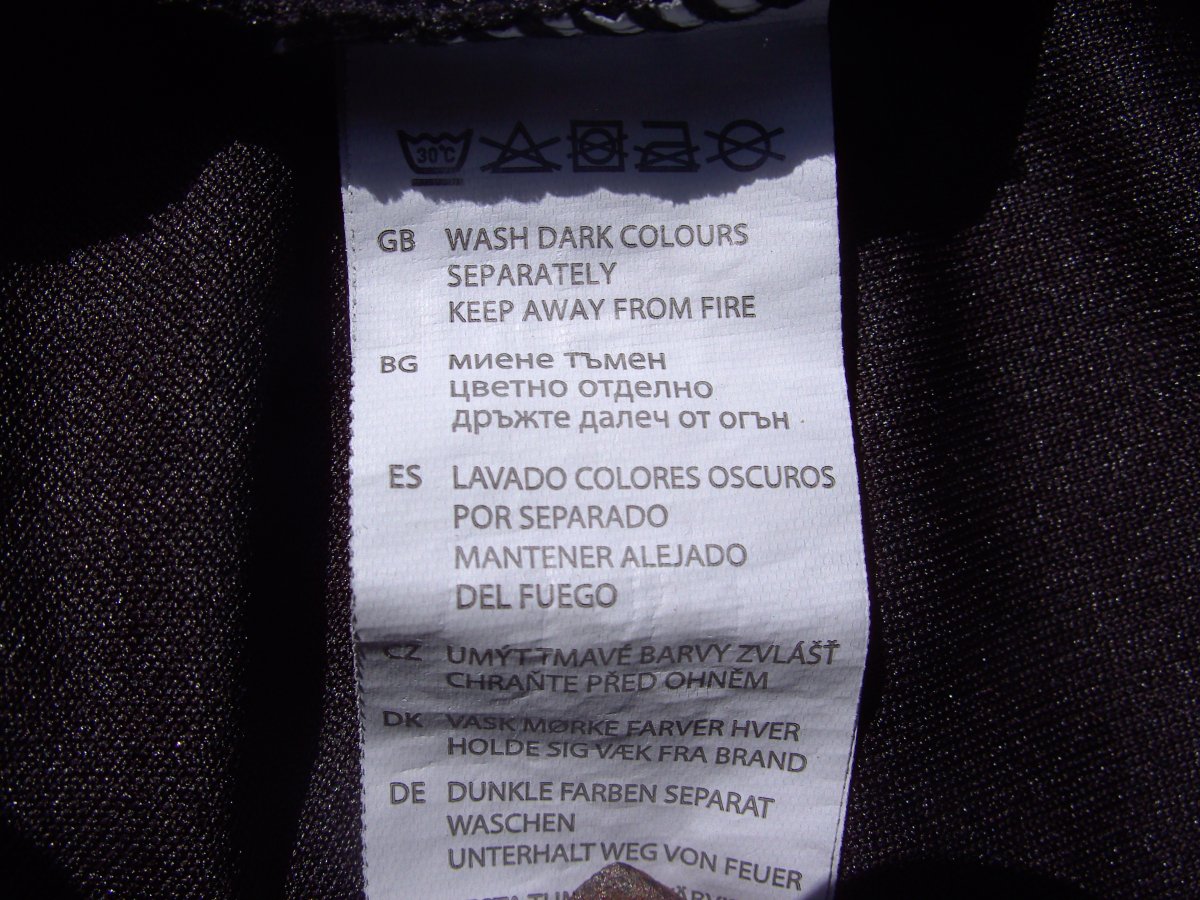 30°C
GB WASH DARK COLOURS
SEPARATELY
KEEP AWAY FROM FIRE
BG миене тъмен
цветно отделно
дръжте далеч от огън
ES LAVADO COLORES OSCUROS
POR SEPARADO
MANTENER ALEJADO
DEL FUEGO
CZ UMÝT TMAVÉ BARVY ZVLÁŠŤ
CHRAŇTE PŘED OHNĚM
DK VASK MØRKE FARVER HVER
HOLDE SIG VÆK FRA BRAND
DE DUNKLE FARBEN SEPARAT
WASCHEN
UNTERHALT WEG VON FEUER